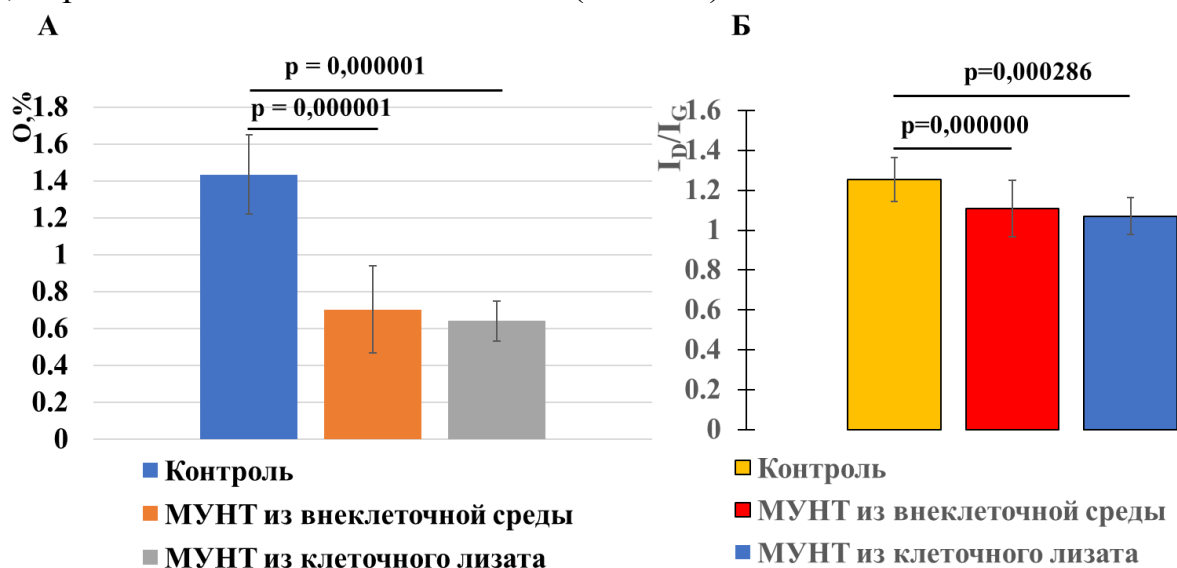 А
p = 0,000001
p = 0,000001
O,%
1.8
1.6
1.4
1.2
1
0.8
0.6
0.4
0.2
0
Контроль
МУНТ из внеклеточной среды
МУНТ из клеточного лизата
Б
p=0,000286
p=0,000000
I_D/I_G
1.6
1.4
1.2
1
0.8
0.6
0.4
0.2
0
Контроль
МУНТ из внеклеточной среды
МУНТ из клеточного лизата